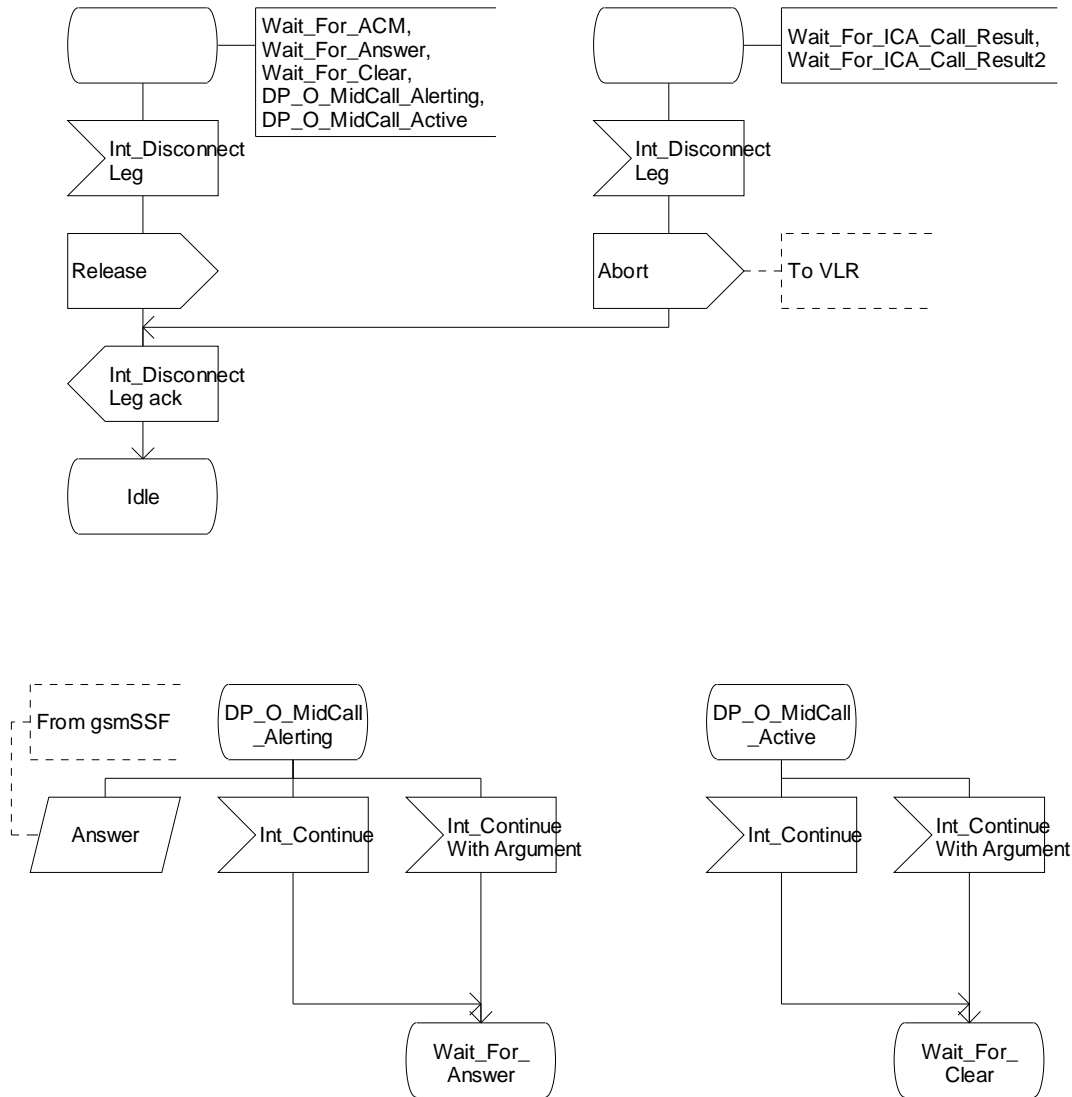 Wait_For_ACM,
Wait_For_Answer,
Wait_For_Clear,
DP_O_MidCall_Alerting,
DP_O_MidCall_Active
Wait_For_ICA_Call_Result,
Wait_For_ICA_Call_Result2
Int_Disconnect
Leg
Int_Disconnect
Leg
Release
Abort
To VLR
Int_Disconnect
Leg ack
Idle
From gsmSSF
DP_O_MidCall
_Alerting
DP_O_MidCall
_Active
Answer
Int_Continue
Int_Continue
With Argument
Int_Continue
Int_Continue
With Argument
Wait_For_
Answer
Wait_For_
Clear